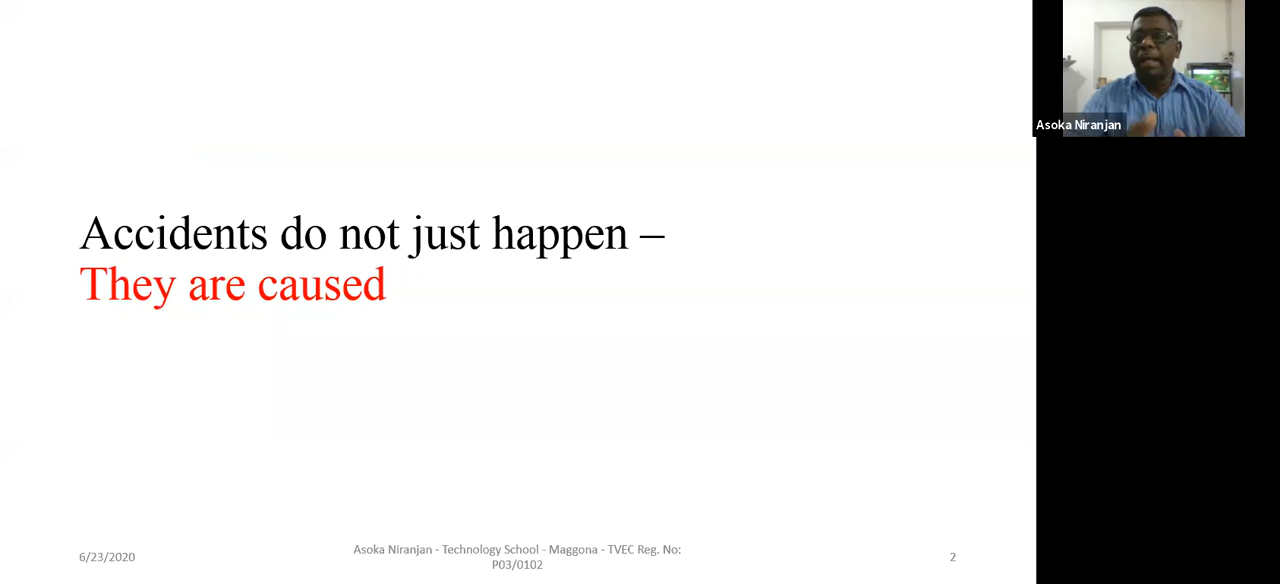 Asoka Niranjan
Accidents do not just happen –
They are caused
6/23/2020
Asoka Niranjan - Technology School - Maggona - TVEC Reg. No:
P03/0102
2